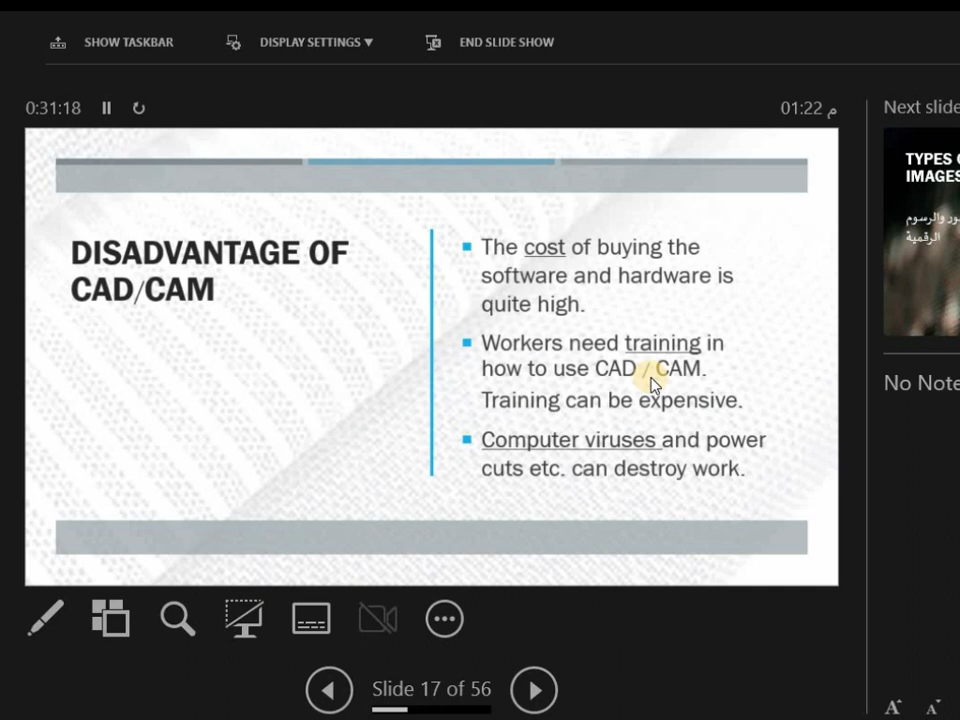 SHOW TASKBAR
DISPLAY SETTINGS ▼
END SLIDE SHOW
0:31:18
01:22 م
Next slide
DISADVANTAGE OF
CAD/CAM
The cost of buying the
software and hardware is
quite high.
Workers need training in
how to use CAD / CAM.
Training can be expensive.
Computer viruses and power
cuts etc. can destroy work.
TYPES
IMAGES
والرسوم
الرقمية
No Note
Slide 17 of 56
A
A